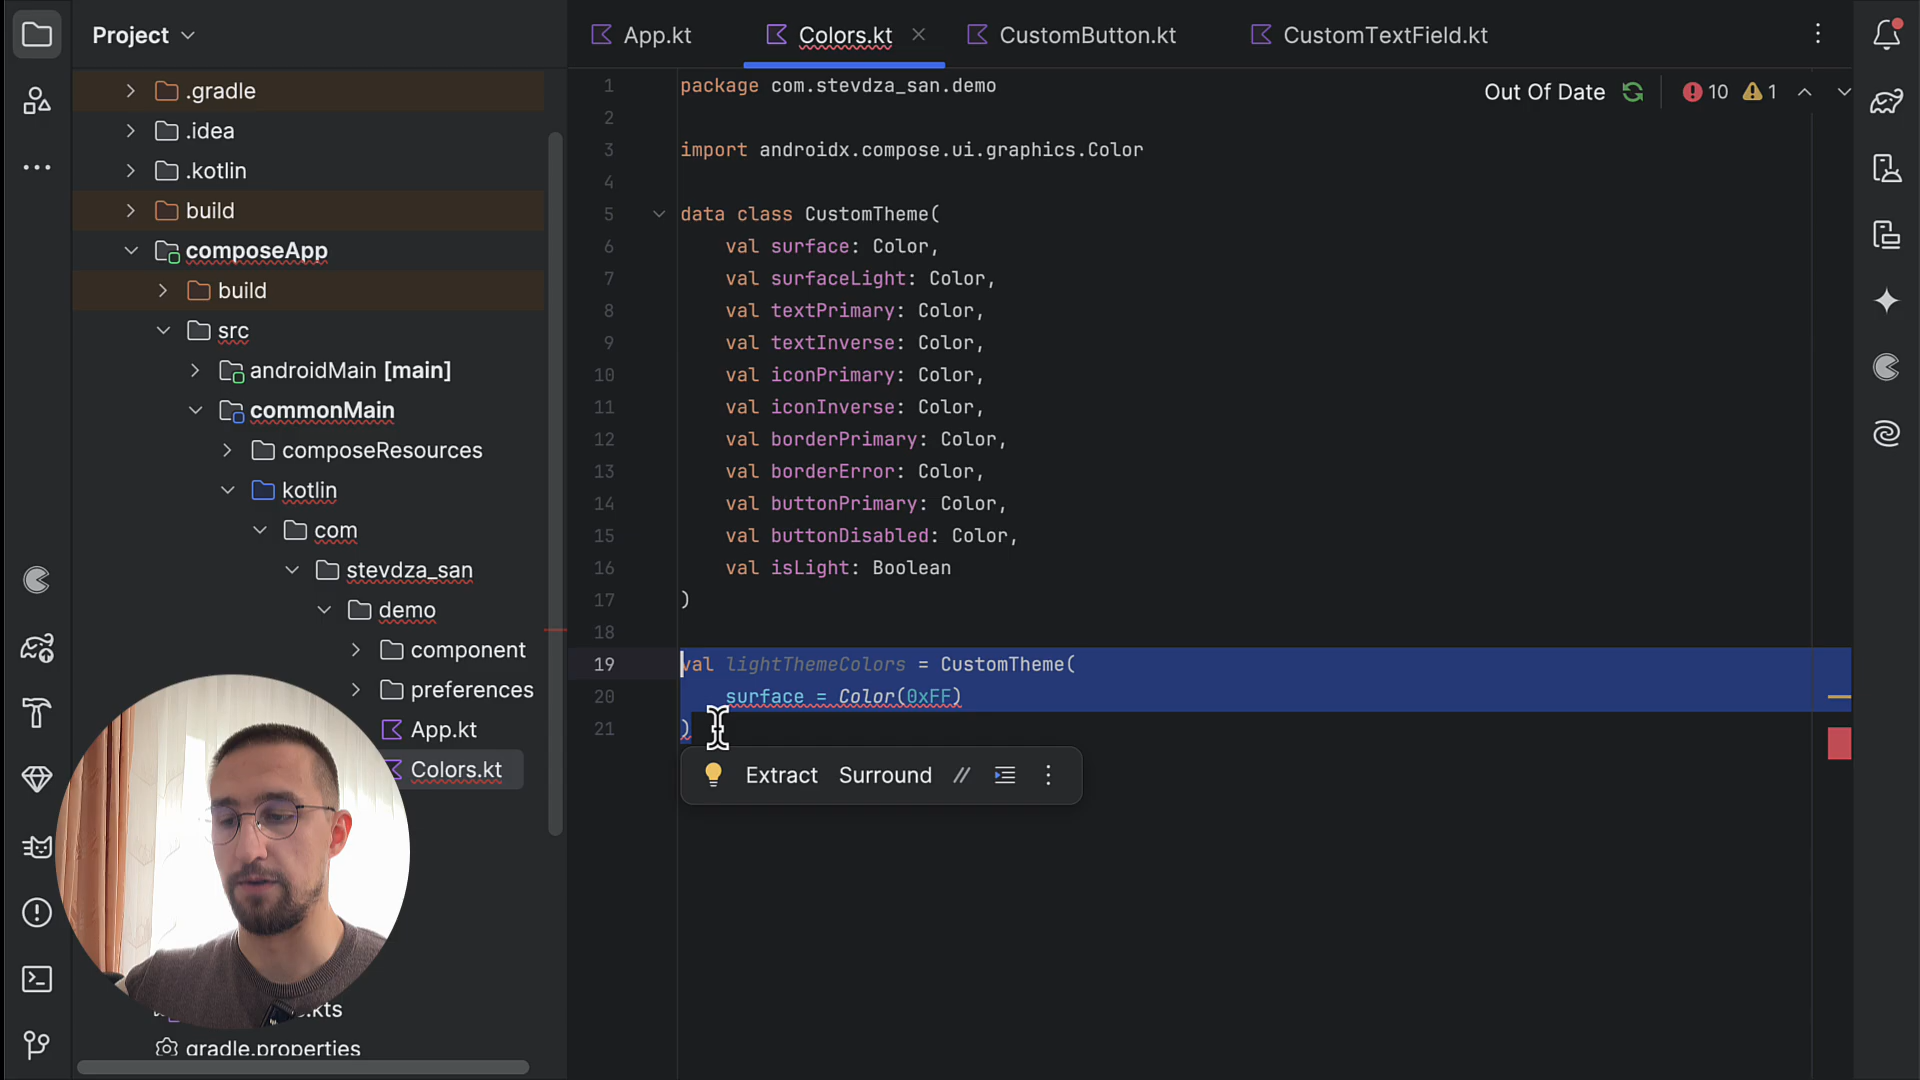 Project
App.kt
Colors.kt
CustomButton.kt
CustomTextField.kt
.gradle
.idea
.kotlin
build
composeApp
build
src
androidMain [main]
commonMain
composeResources
kotlin
com
stevdza_san
demo
component
preferences
App.kt
Colors.kt
.kts
gradle.properties
Out Of Date 10 1
1 package com.stevdza_san.demo
2
3 import androidx.compose.ui.graphics.Color
4
5 data class CustomTheme(
6 val surface: Color,
7 val surfaceLight: Color,
8 val textPrimary: Color,
9 val textInverse: Color,
10 val iconPrimary: Color,
11 val iconInverse: Color,
12 val borderPrimary: Color,
13 val borderError: Color,
14 val buttonPrimary: Color,
15 val buttonDisabled: Color,
16 val isLight: Boolean
17 )
18
19 val lightThemeColors = CustomTheme(
20 surface = Color(0xFF)
21 )
Extract Surround //